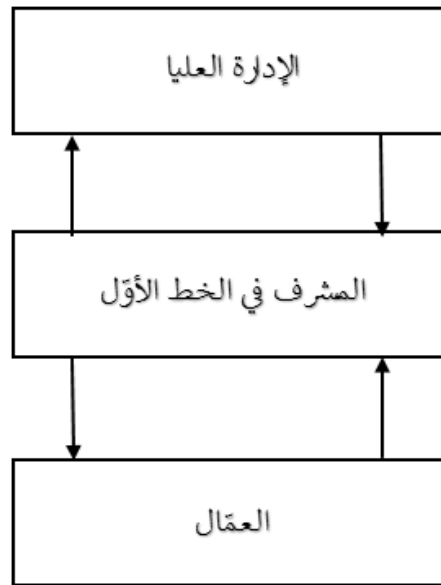 الإدارة العليا
المشرف في الخط الأوّل
العمّال